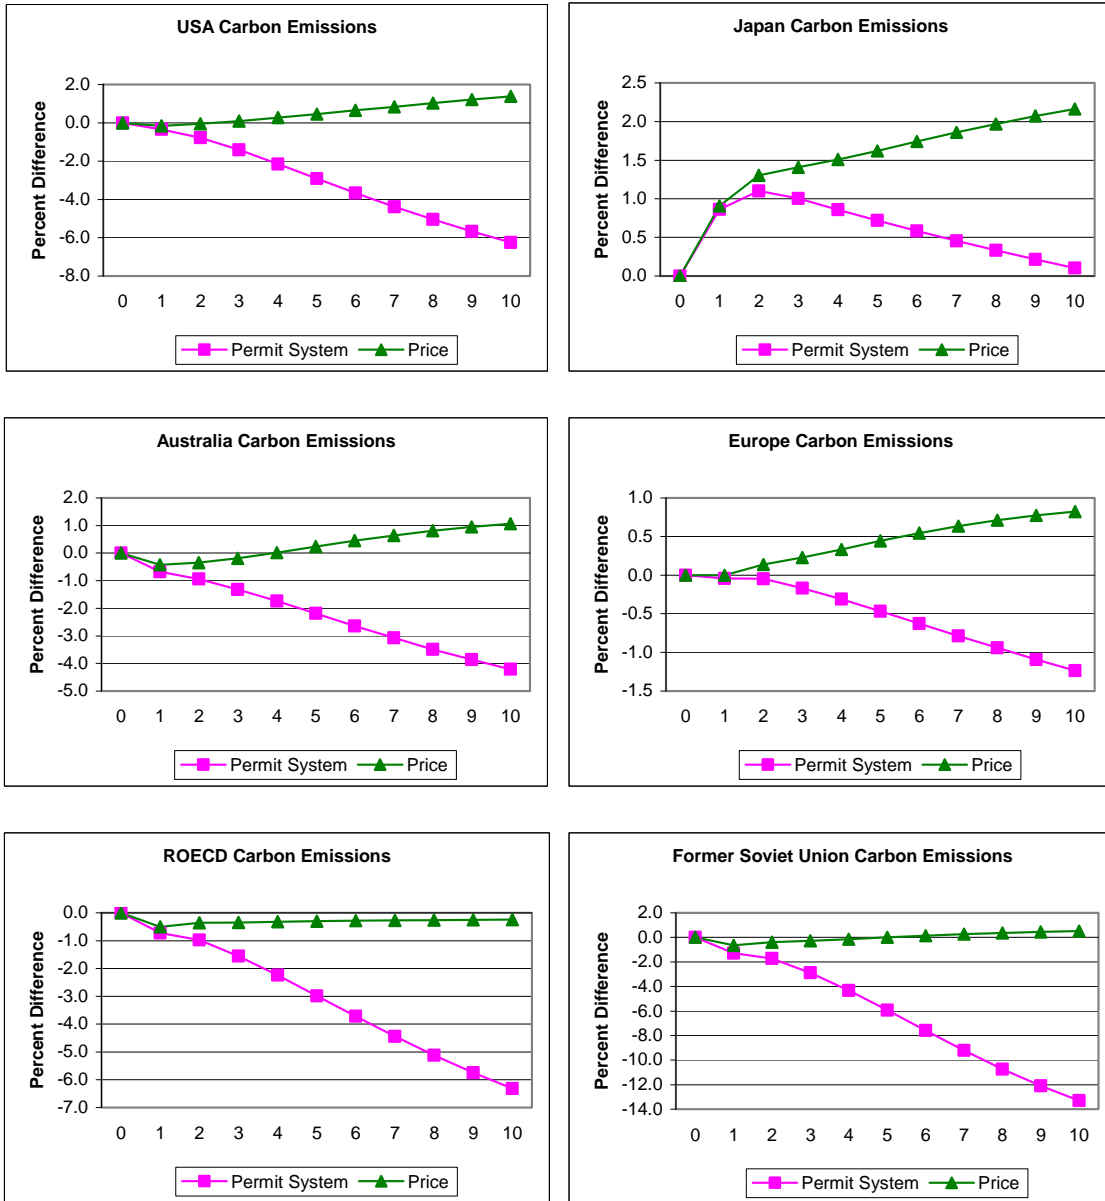 USA Carbon Emissions
Percent Difference
2.0
0.0
-2.0
-4.0
-6.0
-8.0
0 1 2 3 4 5 6 7 8 9 10
Permit System Price
Japan Carbon Emissions
Percent Difference
2.5
2.0
1.5
1.0
0.5
0.0
0 1 2 3 4 5 6 7 8 9 10
Permit System Price
Australia Carbon Emissions
Percent Difference
2.0
1.0
0.0
-1.0
-2.0
-3.0
-4.0
-5.0
0 1 2 3 4 5 6 7 8 9 10
Permit System Price
Europe Carbon Emissions
Percent Difference
1.0
0.5
0.0
-0.5
-1.0
-1.5
0 1 2 3 4 5 6 7 8 9 10
Permit System Price
ROECD Carbon Emissions
Percent Difference
0.0
-1.0
-2.0
-3.0
-4.0
-5.0
-6.0
-7.0
0 1 2 3 4 5 6 7 8 9 10
Permit System Price
Former Soviet Union Carbon Emissions
Percent Difference
2.0
0.0
-2.0
-4.0
-6.0
-8.0
-10.0
-12.0
-14.0
0 1 2 3 4 5 6 7 8 9 10
Permit System Price